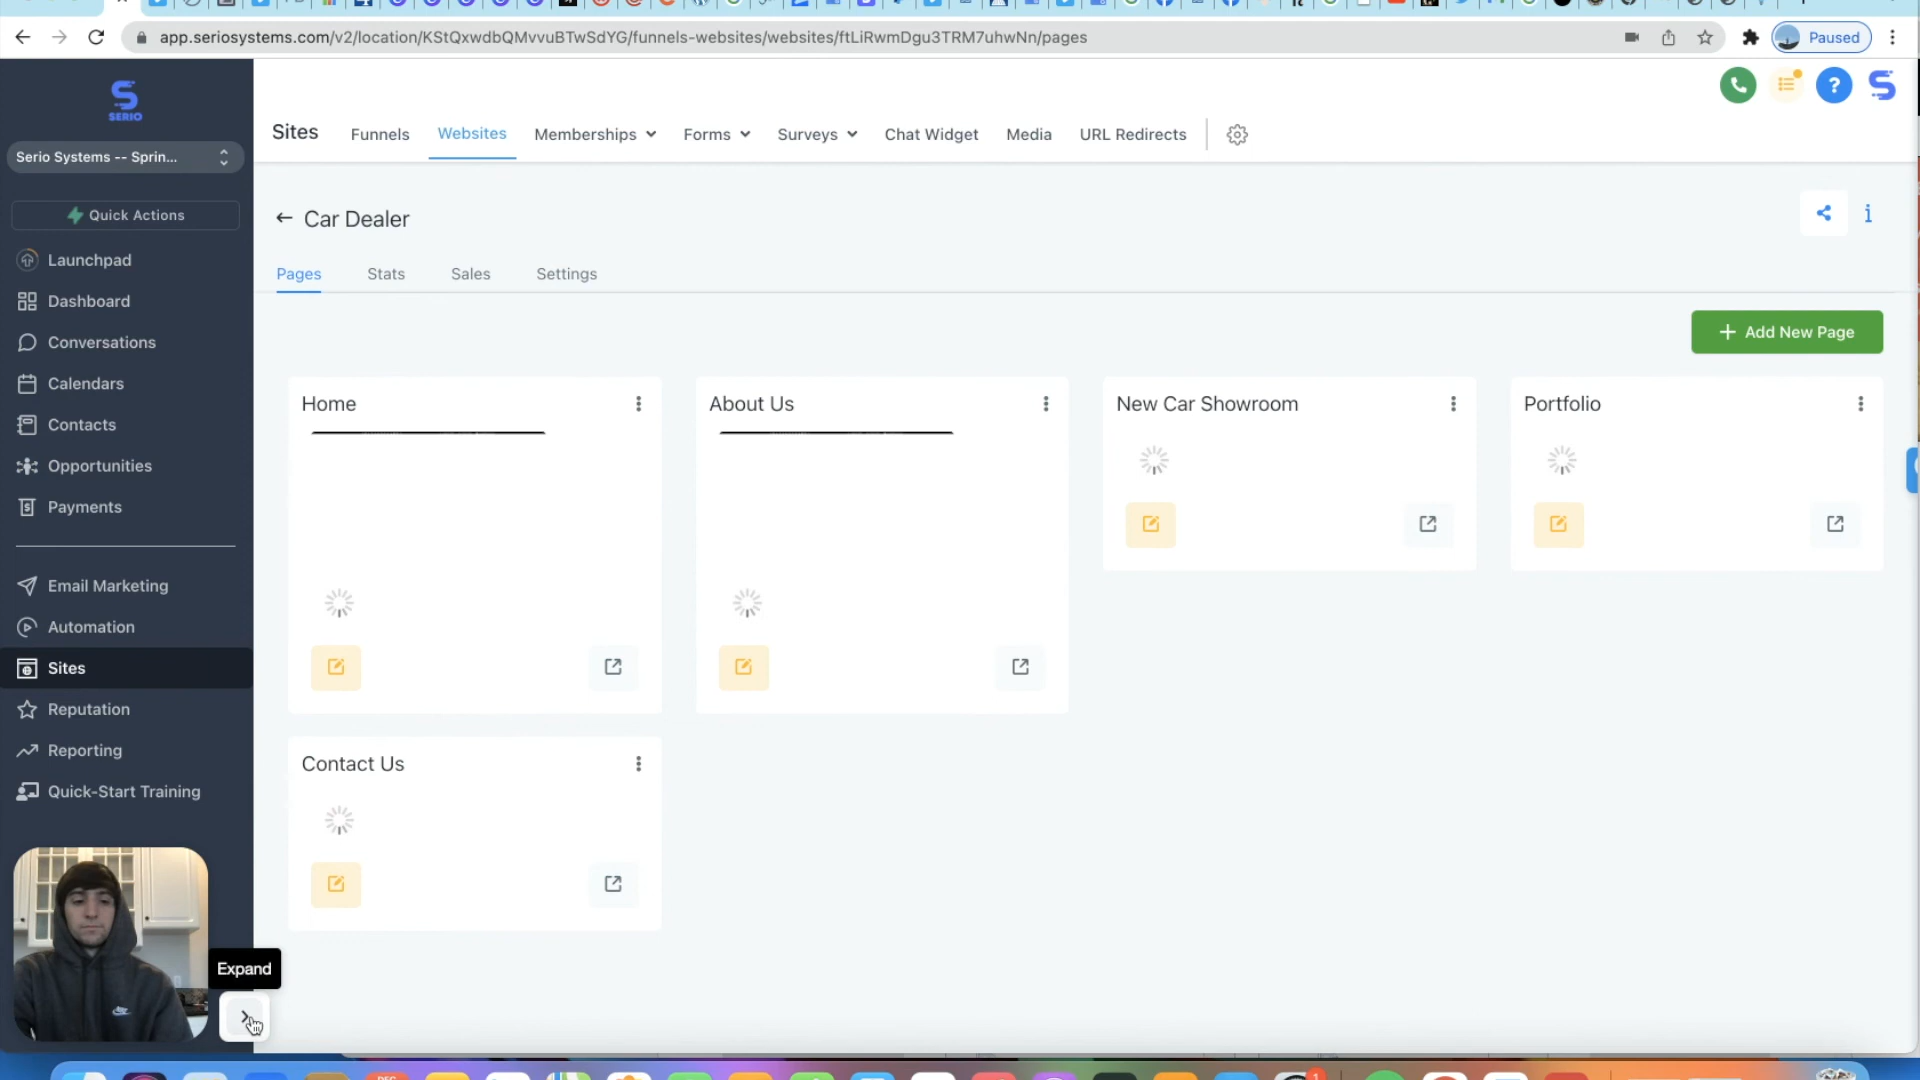 app.seriosystems.com/v2/location/KStQxwdbQMvvuBTwSdYG/funnels-websites/websites/ftLiRwmDgu3TRM7uhwNn/pages
Paused
SERIO
Serio Systems -- Sprin...
Quick Actions
Launchpad
Dashboard
Conversations
Calendars
Contacts
Opportunities
Payments
Email Marketing
Automation
Sites
Reputation
Reporting
Quick-Start Training
Expand
Sites
Funnels
Websites
Memberships
Forms
Surveys
Chat Widget
Media
URL Redirects
Car Dealer
Pages
Stats
Sales
Settings
Add New Page
Home
About Us
New Car Showroom
Portfolio
Contact Us